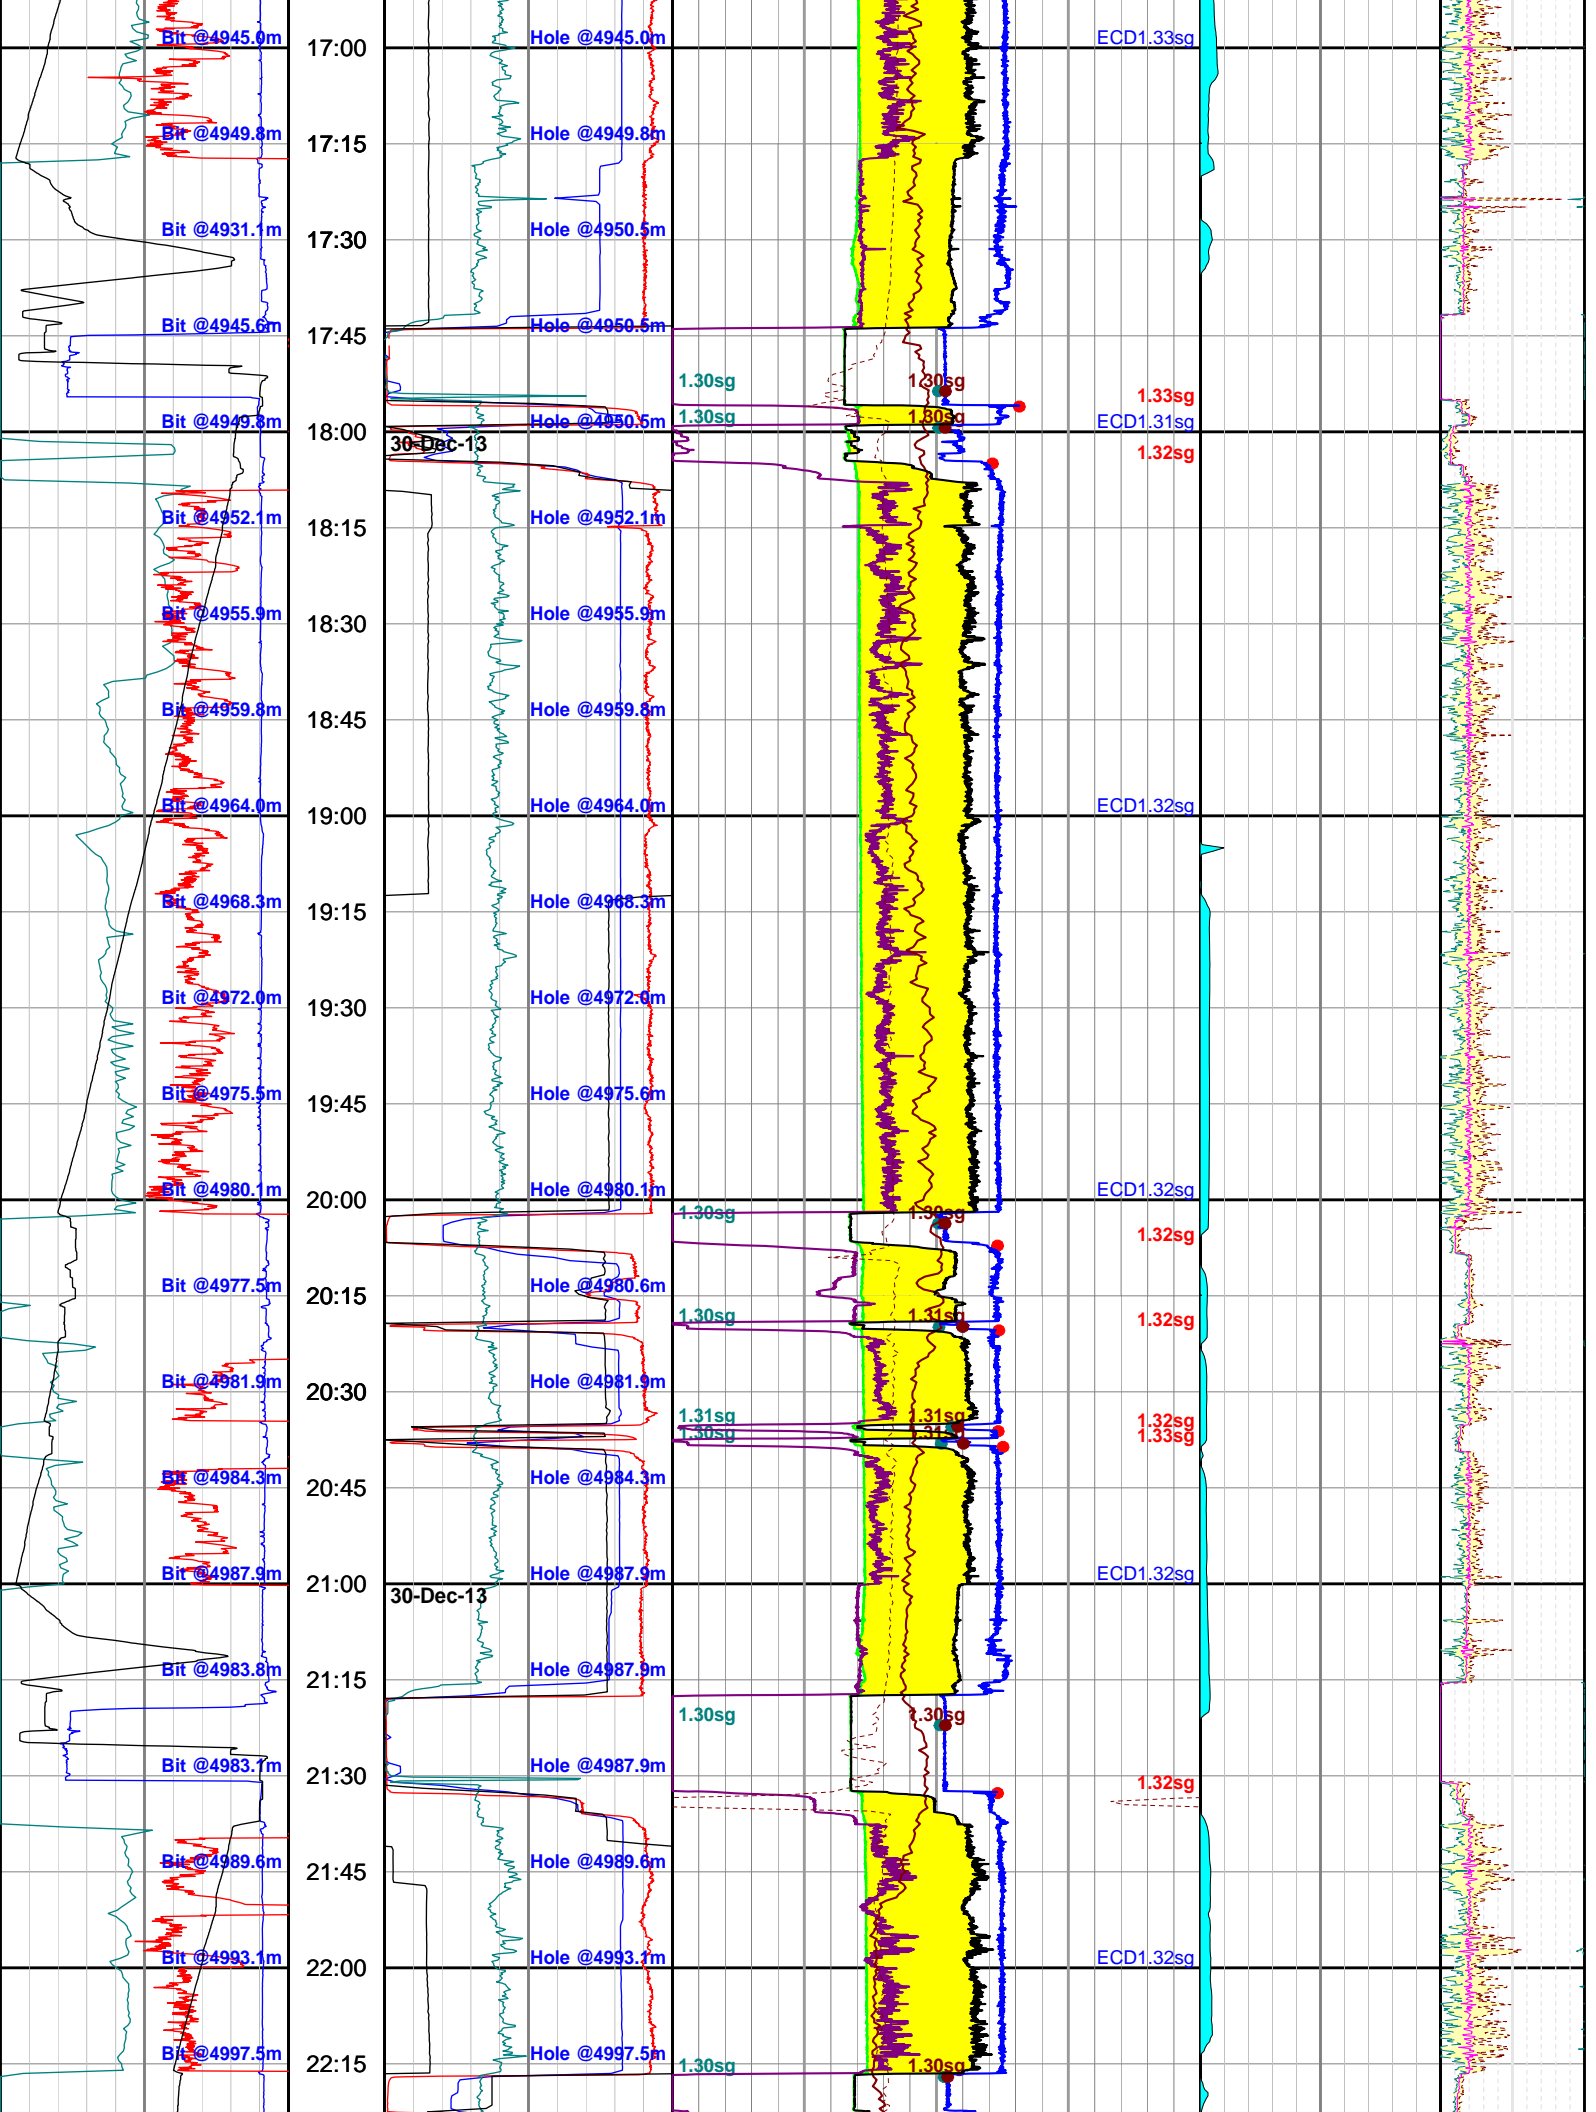 Bit @4945.0m Hole @4945.0m ECD1.33sg
17:00
Bit @4949.8m Hole @4949.8m
17:15
Bit @4931.1m Hole @4950.5m
17:30
Bit @4945.6m Hole @4950.5m
17:45
1.30sg 1.30sg 1.33sg
Bit @4949.8m Hole @4950.5m 1.30sg 1.30sg ECD1.31sg
18:00
30-Dec-13 1.32sg
Bit @4952.1m Hole @4952.1m
18:15
Bit @4955.9m Hole @4955.9m
18:30
Bit @4959.8m Hole @4959.8m
18:45
Bit @4964.0m Hole @4964.0m ECD1.32sg
19:00
Bit @4968.3m Hole @4968.3m
19:15
Bit @4972.0m Hole @4972.0m
19:30
Bit @4975.5m Hole @4975.6m
19:45
Bit @4980.1m Hole @4980.1m ECD1.32sg
20:00
1.30sg 1.30sg 1.32sg
Bit @4977.5m Hole @4980.6m
20:15
1.30sg 1.31sg 1.32sg
Bit @4981.9m Hole @4981.9m
20:30
1.31sg 1.31sg 1.32sg
1.30sg 1.31 1.33sg
Bit @4984.3m Hole @4984.3m
20:45
Bit @4987.9m Hole @4987.9m ECD1.32sg
21:00
30-Dec-13
Bit @4983.8m Hole @4987.9m
21:15
1.30sg 1.30sg
Bit @4983.1m Hole @4987.9m
21:30
1.32sg
Bit @4989.6m Hole @4989.6m
21:45
Bit @4993.1m Hole @4993.1m ECD1.32sg
22:00
Bit @4997.5m Hole @4997.5m
22:15
1.30sg 1.30sg